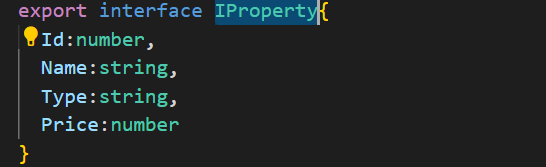 export interface IProperty{
Id:number,
Name:string,
Type:string,
Price:number
}